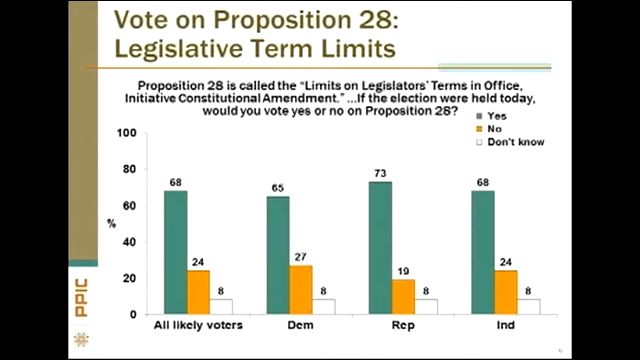 Vote on Proposition 28:
Legislative Term Limits
Proposition 28 is called the “Limits on Legislators’ Terms in Office,
Initiative Constitutional Amendment.” ...If the election were held today,
would you vote yes or no on Proposition 28?
Yes
No
Don't know
100
80
60
40
20
0
%
68
24
8
65
27
8
73
19
8
68
24
8
All likely voters
Dem
Rep
Ind
PPIC